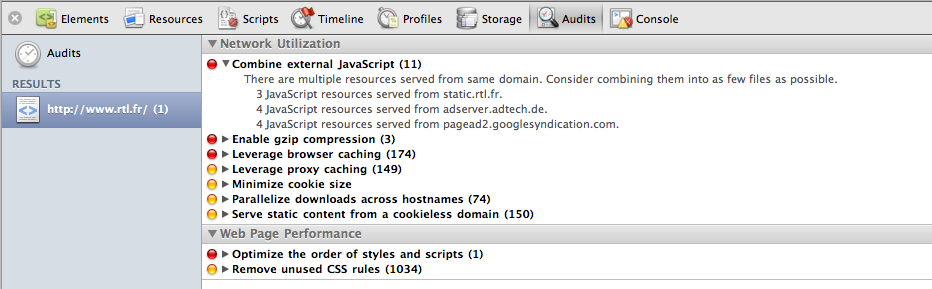 Elements Resources Scripts Timeline Profiles Storage Audits Console
Audits
RESULTS
http://www.rtl.fr/ (1)
Network Utilization
Combine external JavaScript (11)
There are multiple resources served from same domain. Consider combining them into as few files as possible.
3 JavaScript resources served from static.rtl.fr.
4 JavaScript resources served from adserver.adtech.de.
4 JavaScript resources served from pagead2.googlesyndication.com.
Enable gzip compression (3)
Leverage browser caching (174)
Leverage proxy caching (149)
Minimize cookie size
Parallelize downloads across hostnames (74)
Serve static content from a cookieless domain (150)
Web Page Performance
Optimize the order of styles and scripts (1)
Remove unused CSS rules (1034)